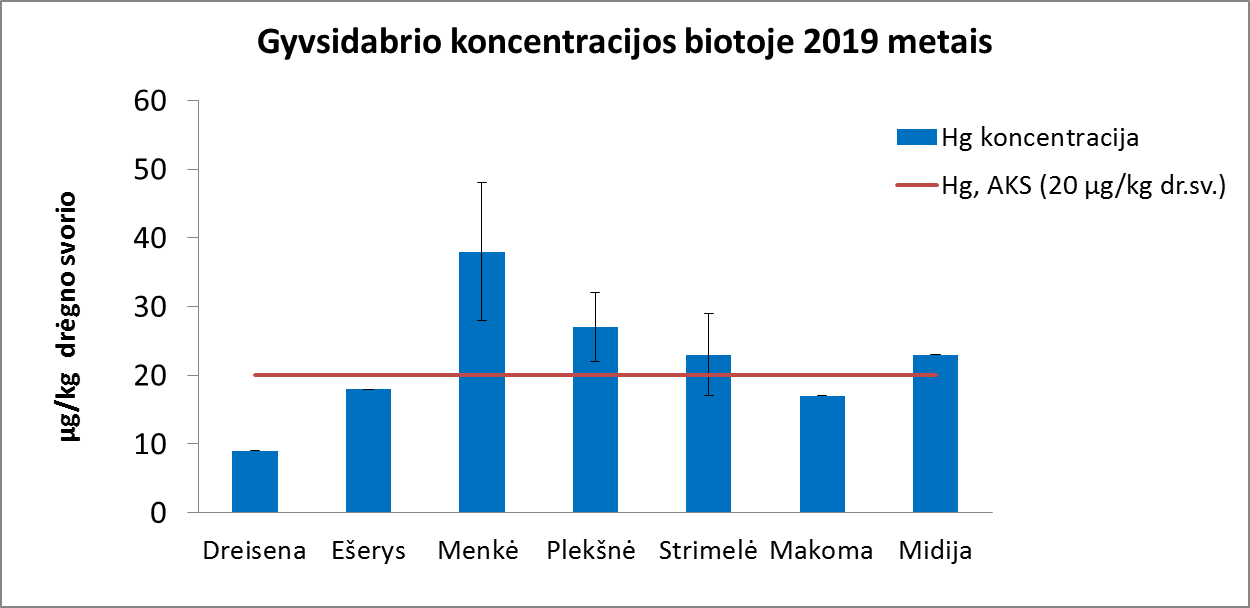 Gyvsidabrio koncentracijos biotoje 2019 metais
µg/kg drėgno svorio
60
50
40
30
20
10
0
Dreisena Ešerys Menkė Plekšnė Strimelė Makoma Midija
Hg koncentracija
Hg, AKS (20 µg/kg dr.sv.)